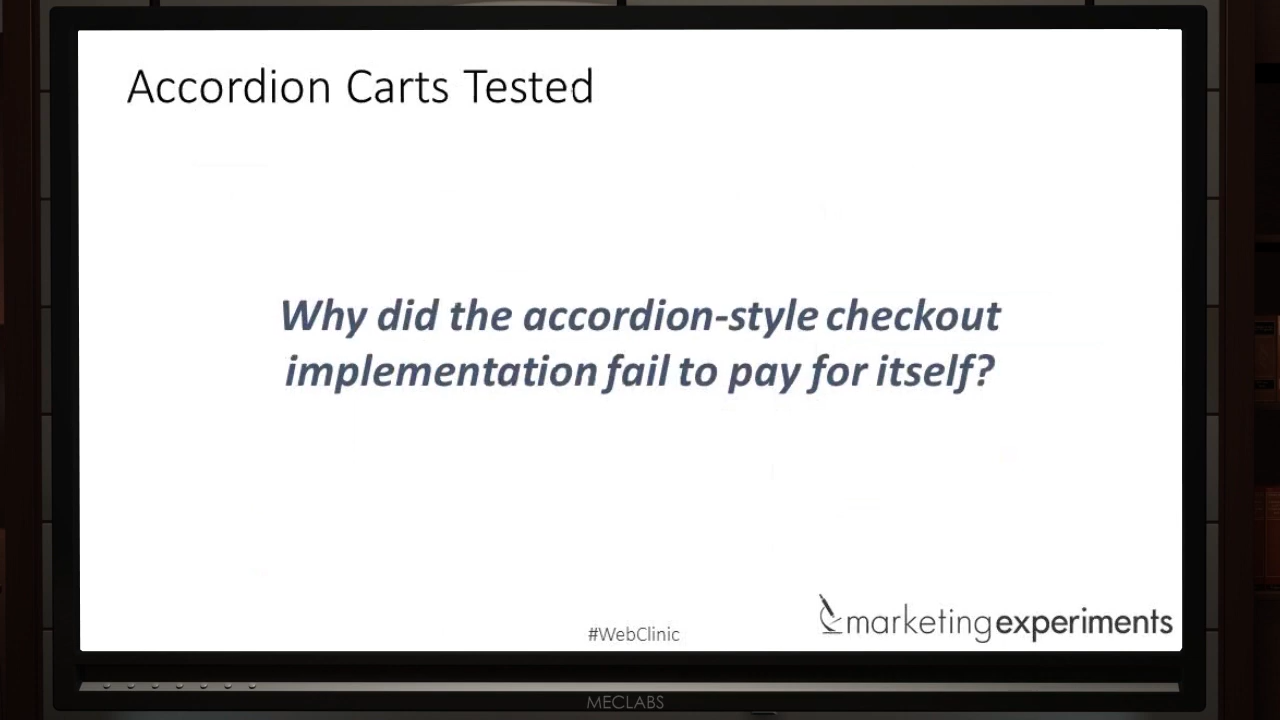 Accordion Carts Tested
Why did the accordion-style checkout
implementation fail to pay for itself?
#WebClinic
marketingexperiments
MECLABS